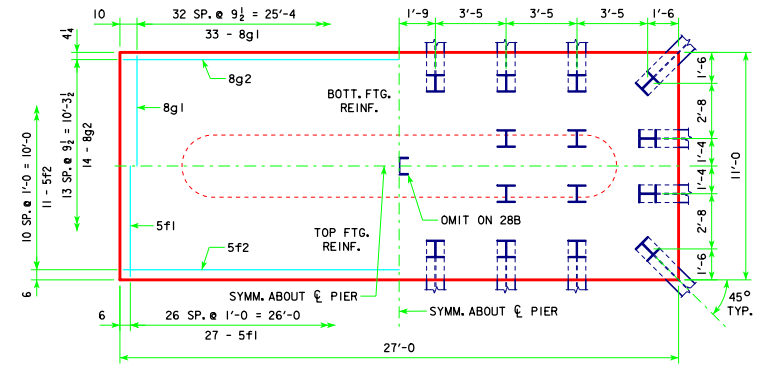 10
32 SP.@ 9½ = 25'-4
33 - 8g1
1'-9
3'-5
3'-5
3'-5
1'-6
4¼
8g2
8g1
BOTT. FTG.
REINF.
1'-6
2'-8
1'-4
1'-4
2'-8
1'-6
11'-0
10 SP.@ 1'-0 = 10'-0
11 - 5f2
13 SP.@ 9½ = 10'-3½
14 - 8g2
5f1
5f2
TOP FTG.
REINF.
OMIT ON 28B
6
SYMM. ABOUT ℄ PIER
SYMM. ABOUT ℄ PIER
45°
TYP.
6
26 SP.@ 1'-0 = 26'-0
27 - 5f1
27'-0